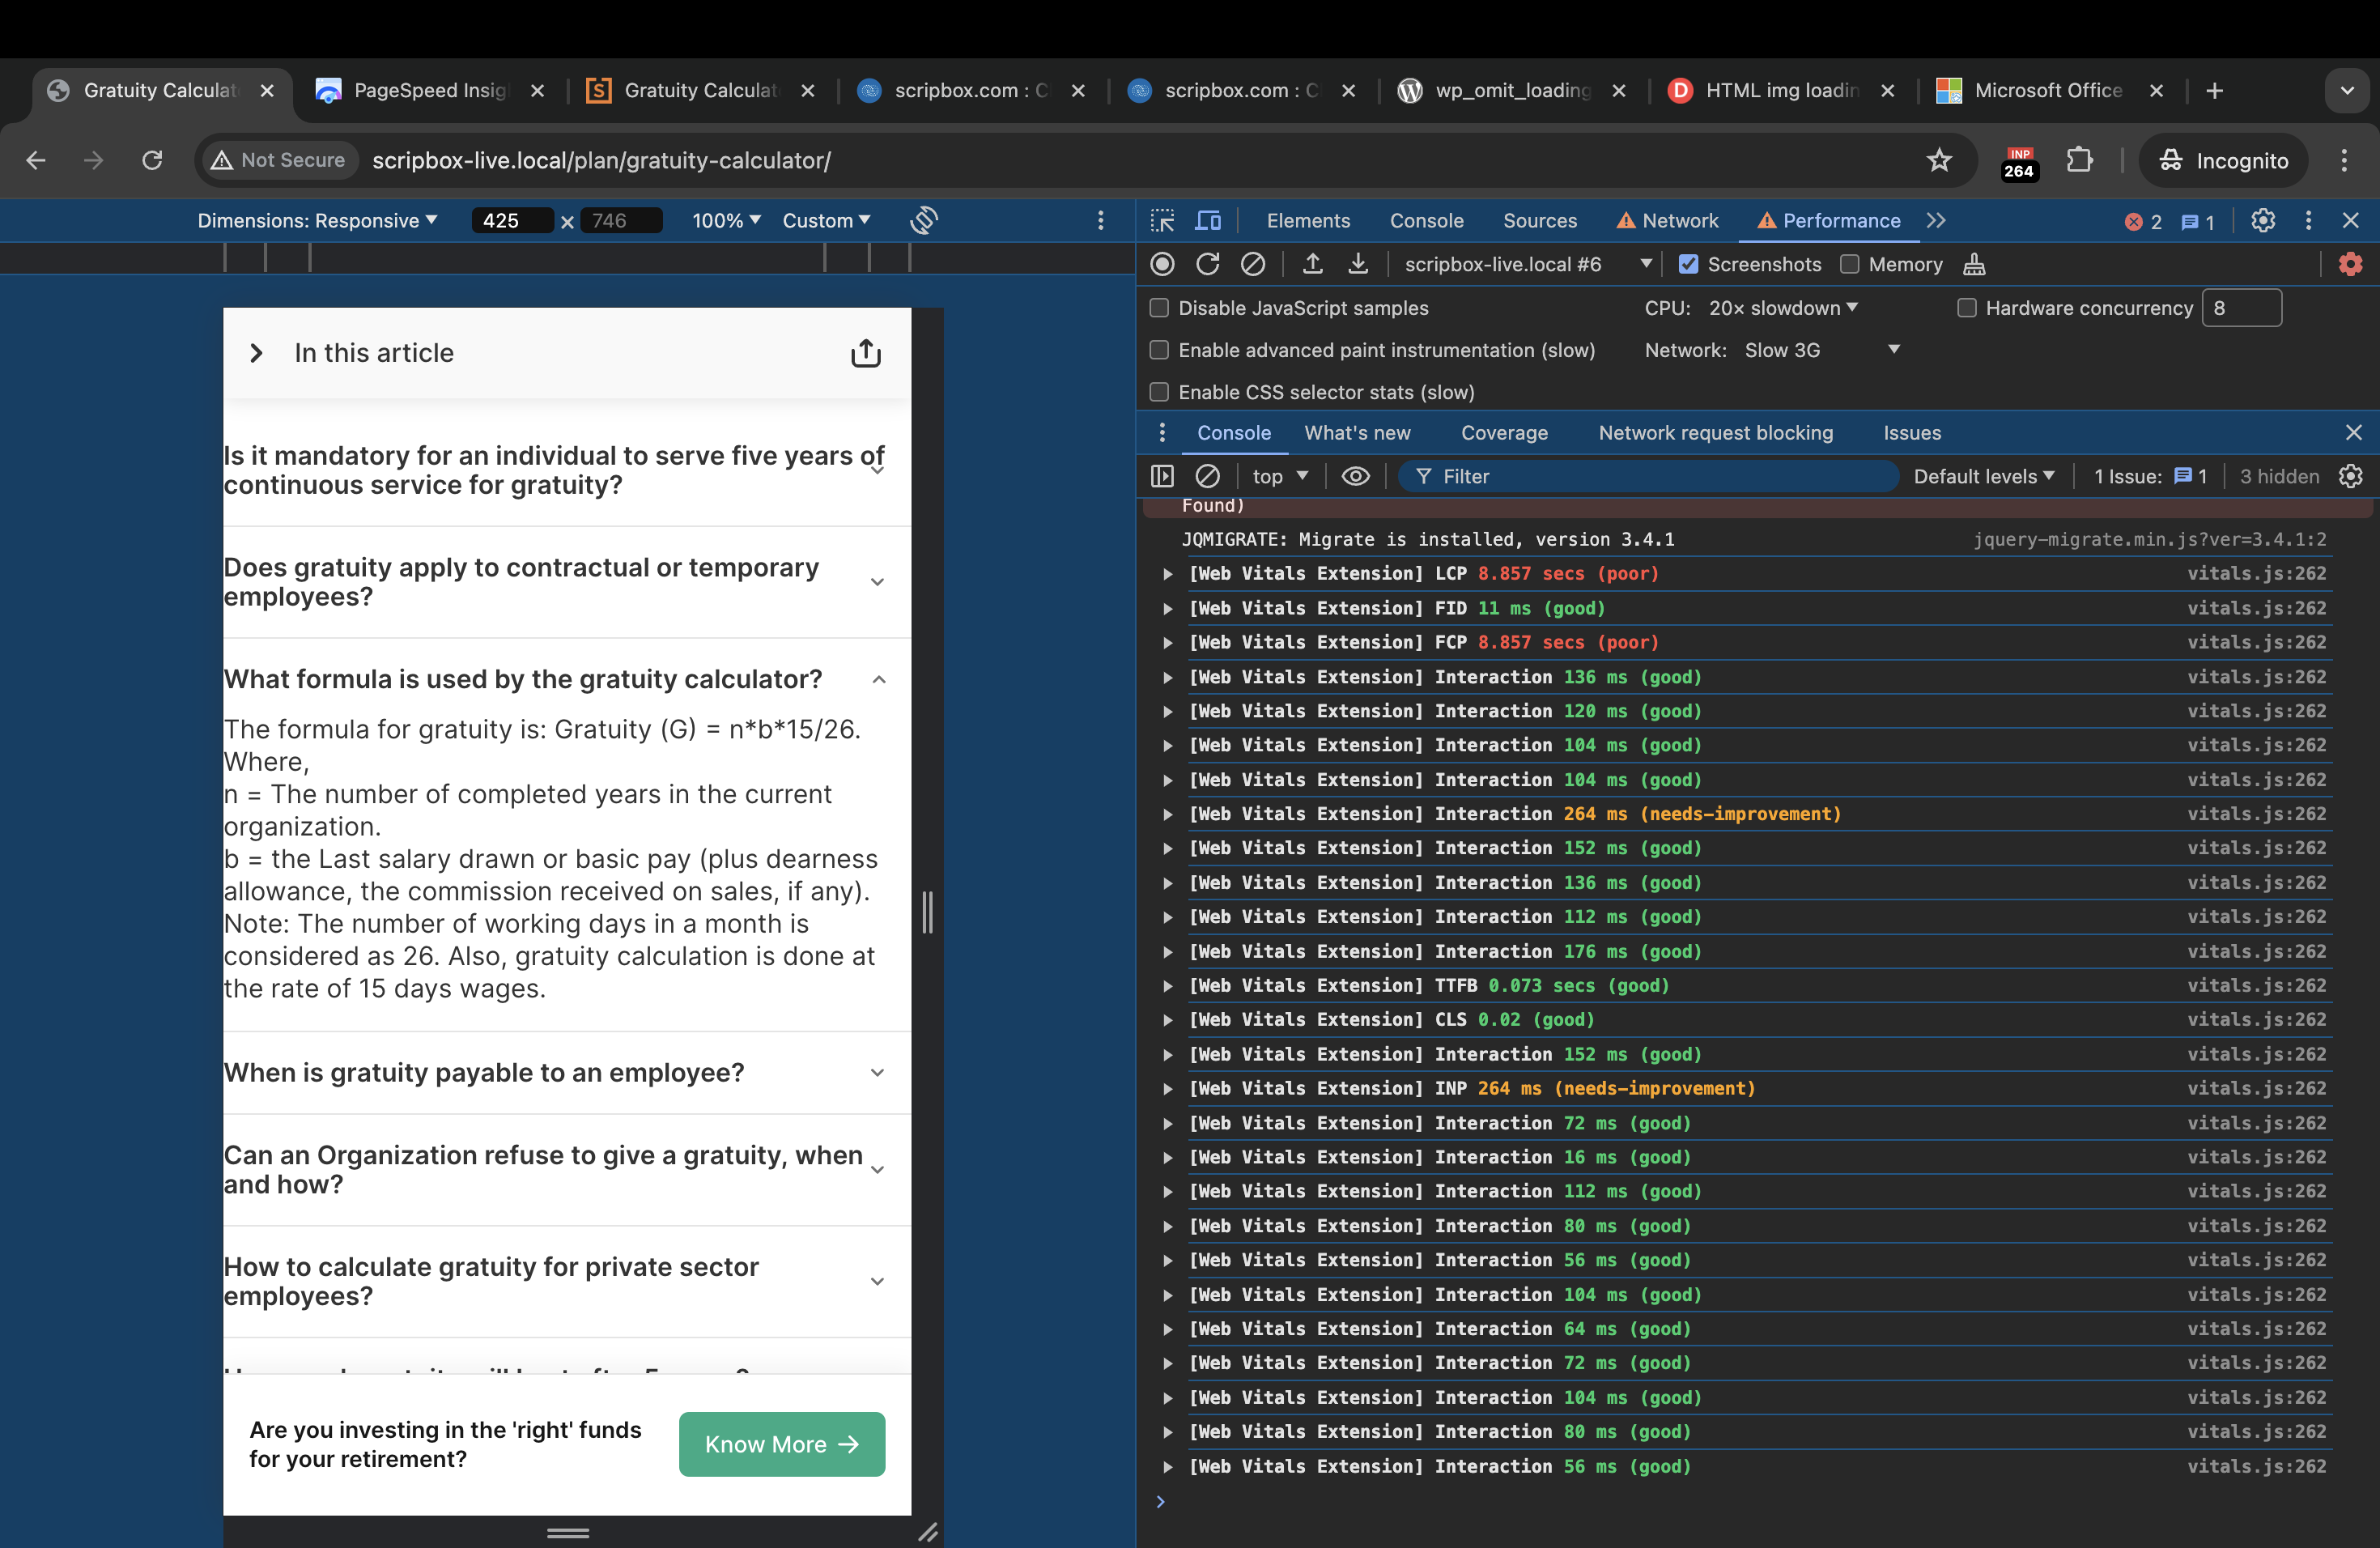 Gratuity Calculat
PageSpeed Insig
Gratuity Calculat
scripbox.com : C
scripbox.com : C
wp_omit_loading
HTML img loadin
Microsoft Office
Not Secure
scripbox-live.local/plan/gratuity-calculator/
INP
264
Incognito
Dimensions: Responsive
425 x 746
100%
Custom
Elements
Console
Sources
Network
Performance
2
1
scripbox-live.local #6
Screenshots
Memory
Disable JavaScript samples
CPU: 20× slowdown
Hardware concurrency 8
Enable advanced paint instrumentation (slow)
Network: Slow 3G
Enable CSS selector stats (slow)
Console
What's new
Coverage
Network request blocking
Issues
top
Filter
Default levels
1 Issue: 1
3 hidden
Found)
JQMIGRATE: Migrate is installed, version 3.4.1 jquery-migrate.min.js?ver=3.4.1:2
[Web Vitals Extension] LCP 8.857 secs (poor) vitals.js:262
[Web Vitals Extension] FID 11 ms (good) vitals.js:262
[Web Vitals Extension] FCP 8.857 secs (poor) vitals.js:262
[Web Vitals Extension] Interaction 136 ms (good) vitals.js:262
[Web Vitals Extension] Interaction 120 ms (good) vitals.js:262
[Web Vitals Extension] Interaction 104 ms (good) vitals.js:262
[Web Vitals Extension] Interaction 104 ms (good) vitals.js:262
[Web Vitals Extension] Interaction 264 ms (needs-improvement) vitals.js:262
[Web Vitals Extension] Interaction 152 ms (good) vitals.js:262
[Web Vitals Extension] Interaction 136 ms (good) vitals.js:262
[Web Vitals Extension] Interaction 112 ms (good) vitals.js:262
[Web Vitals Extension] Interaction 176 ms (good) vitals.js:262
[Web Vitals Extension] TTFB 0.073 secs (good) vitals.js:262
[Web Vitals Extension] CLS 0.02 (good) vitals.js:262
[Web Vitals Extension] Interaction 152 ms (good) vitals.js:262
[Web Vitals Extension] INP 264 ms (needs-improvement) vitals.js:262
[Web Vitals Extension] Interaction 72 ms (good) vitals.js:262
[Web Vitals Extension] Interaction 16 ms (good) vitals.js:262
[Web Vitals Extension] Interaction 112 ms (good) vitals.js:262
[Web Vitals Extension] Interaction 80 ms (good) vitals.js:262
[Web Vitals Extension] Interaction 56 ms (good) vitals.js:262
[Web Vitals Extension] Interaction 104 ms (good) vitals.js:262
[Web Vitals Extension] Interaction 64 ms (good) vitals.js:262
[Web Vitals Extension] Interaction 72 ms (good) vitals.js:262
[Web Vitals Extension] Interaction 104 ms (good) vitals.js:262
[Web Vitals Extension] Interaction 80 ms (good) vitals.js:262
[Web Vitals Extension] Interaction 56 ms (good) vitals.js:262
In this article
Is it mandatory for an individual to serve five years of
continuous service for gratuity?
Does gratuity apply to contractual or temporary
employees?
What formula is used by the gratuity calculator?
The formula for gratuity is: Gratuity (G) = n*b*15/26.
Where,
n = The number of completed years in the current
organization.
b = the Last salary drawn or basic pay (plus dearness
allowance, the commission received on sales, if any).
Note: The number of working days in a month is
considered as 26. Also, gratuity calculation is done at
the rate of 15 days wages.
When is gratuity payable to an employee?
Can an Organization refuse to give a gratuity, when
and how?
How to calculate gratuity for private sector
employees?
Are you investing in the 'right' funds
for your retirement?
Know More →